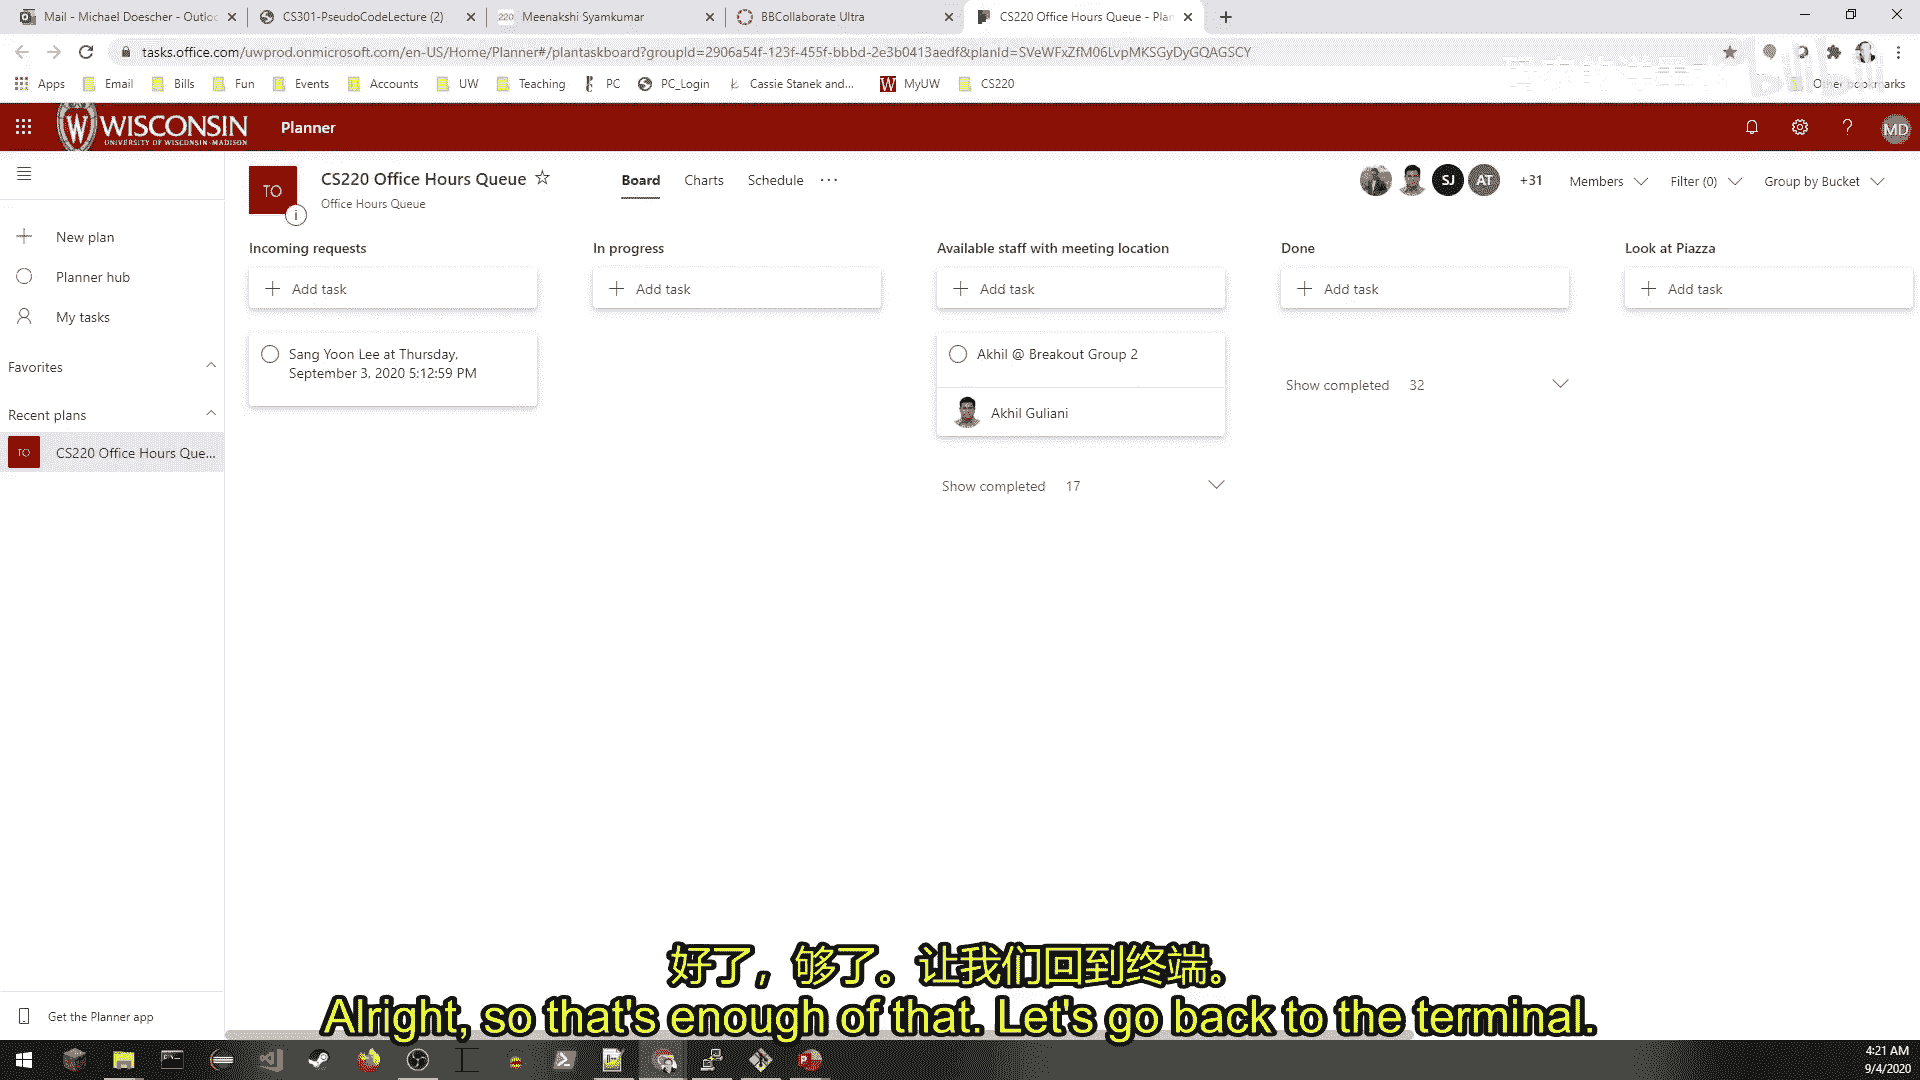 Mail - Michael Doescher - Outloo
CS301-PseudoCodeLecture (2)
220
Meenakshi Syamkumar
BBCollaborate Ultra
CS220 Office Hours Queue - Plan
tasks.office.com/uwprod.onmicrosoft.com/en-US/Home/Planner#/plantaskboard?groupId=2906a54f-123f-455f-bbbd-2e3b0413aedf&planId=SVeWFxZfM06LvpMKSGyDyGQAGSCY
Apps
Email
Bills
Fun
Events
Accounts
UW
Teaching
PC
PC_Login
Cassie Stanek and...
MyUW
CS220
Other bookmarks
WISCONSIN
UNIVERSITY OF WISCONSIN-MADISON
Planner
MD
TO
CS220 Office Hours Queue
Office Hours Queue
Board
Charts
Schedule
SJ
AT
+31
Members
Filter (0)
Group by Bucket
New plan
Planner hub
My tasks
Favorites
Recent plans
TO
CS220 Office Hours Que...
Get the Planner app
Incoming requests
Add task
Sang Yoon Lee at Thursday,
September 3, 2020 5:12:59 PM
In progress
Add task
Available staff with meeting location
Add task
Akhil @ Breakout Group 2
Akhil Guliani
Show completed 17
Done
Add task
Show completed 32
Look at Piazza
Add task
好了，够了。让我们回到终端。
Alright, so that's enough of that. Let's go back to the terminal.
4:21 AM
9/4/2020